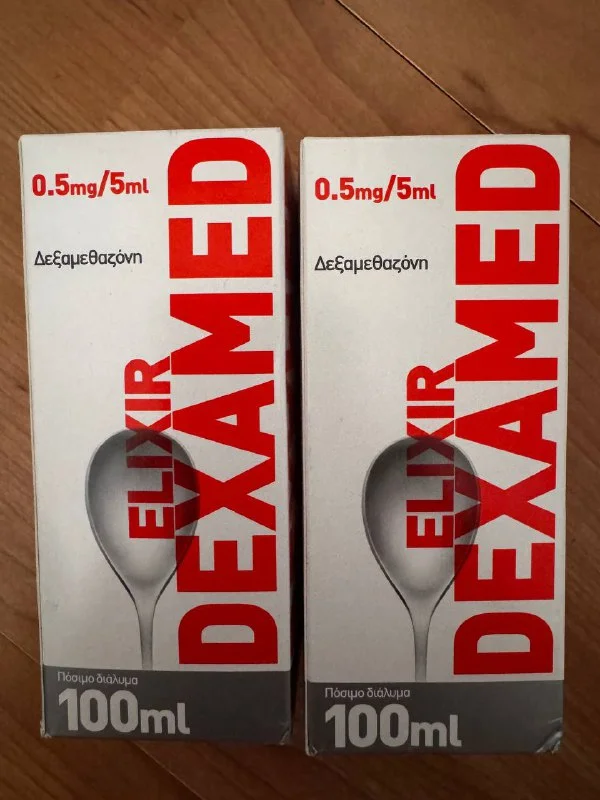 0.5mg/5ml
Δεξαμεθαζόνη
ELIXIR
DEXAMED
Πόσιμο διάλυμα
100ml
0.5mg/5ml
Δεξαμεθαζόνη
ELIXIR
DEXAMED
Πόσιμο διάλυμα
100ml